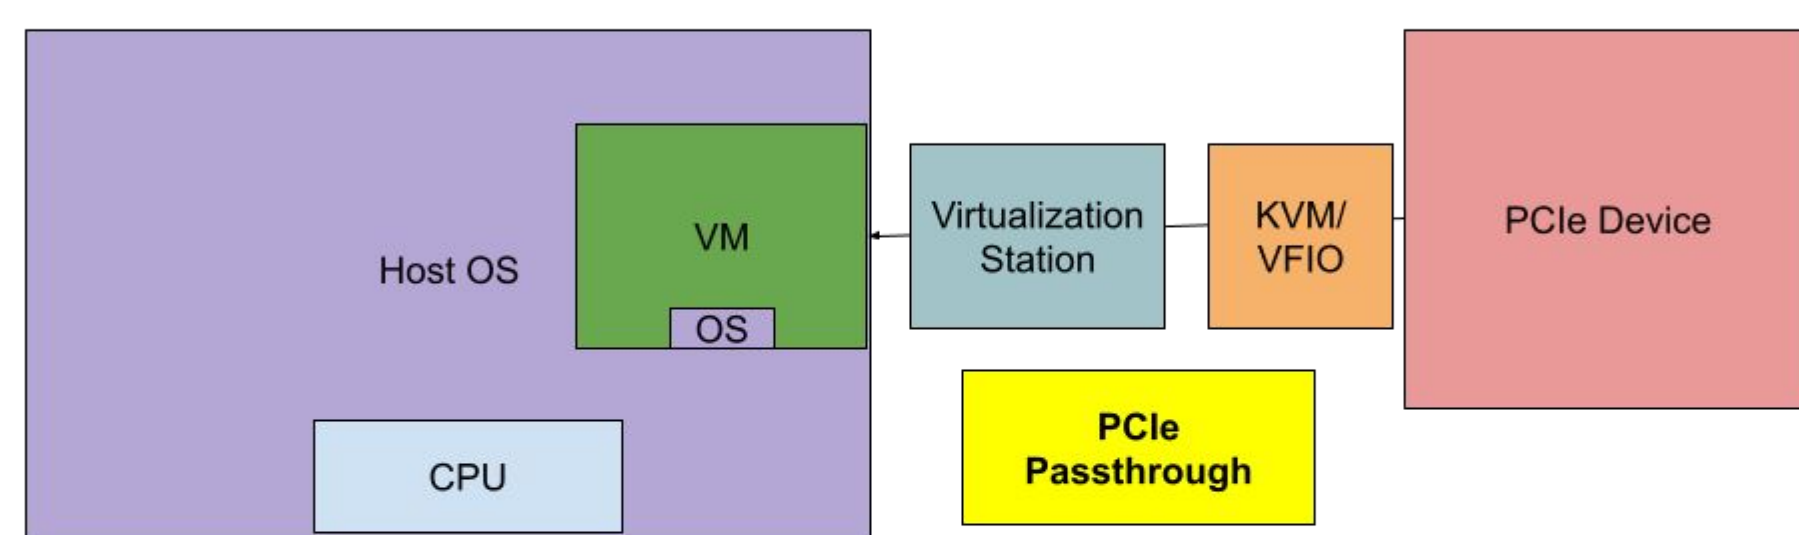 Host OS
VM
OS
CPU
Virtualization
Station
KVM/
VFIO
PCIe Device
PCIe
Passthrough